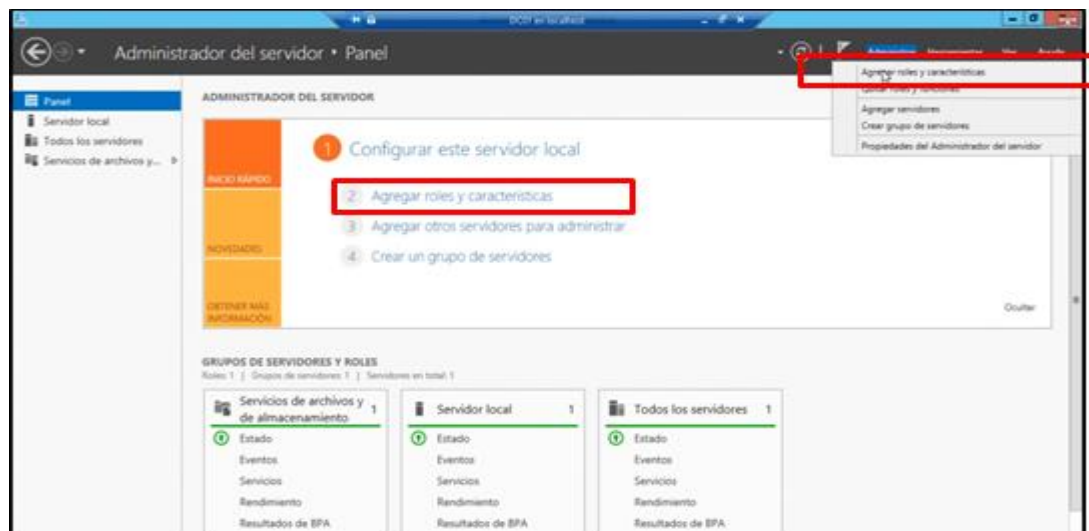 DC01 en localhost
Administrador del servidor • Panel
Administrar Herramientas Ver Ayuda
Agregar roles y características
Quitar roles y funciones
Agregar servidores
Crear grupo de servidores
Propiedades del Administrador del servidor
Panel
Servidor local
Todos los servidores
Servicios de archivos y...
ADMINISTRADOR DEL SERVIDOR
INICIO RÁPIDO
NOVEDADES
OBTENER MÁS
INFORMACIÓN
1 Configurar este servidor local
2 Agregar roles y características
3 Agregar otros servidores para administrar
4 Crear un grupo de servidores
Ocultar
GRUPOS DE SERVIDORES Y ROLES
Roles: 1 | Grupos de servidores: 1 | Servidores en total: 1
Servicios de archivos y
de almacenamiento
1
Estado
Eventos
Servicios
Rendimiento
Resultados de BPA
Servidor local 1
Estado
Eventos
Servicios
Rendimiento
Resultados de BPA
Todos los servidores 1
Estado
Eventos
Servicios
Rendimiento
Resultados de BPA